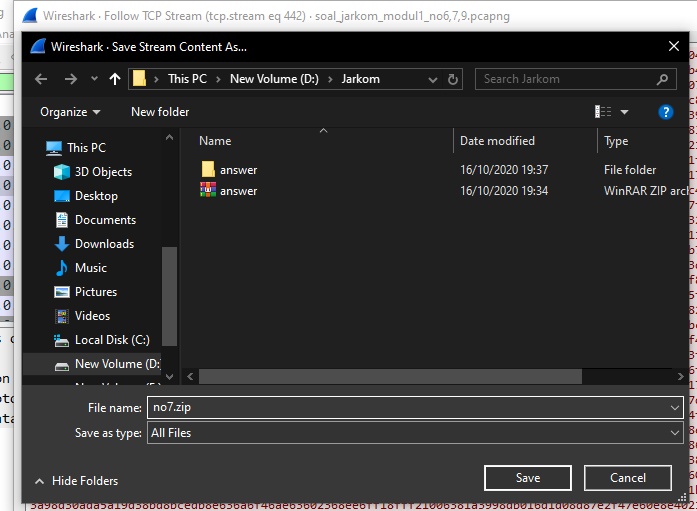 Wireshark · Follow TCP Stream (tcp.stream eq 442) · soal_jarkom_modul1_no6,7,9.pcapng
Wireshark · Save Stream Content As...
This PC > New Volume (D:) > Jarkom
Search Jarkom
Organize
New folder
Name
Date modified
Type
This PC
3D Objects
Desktop
Documents
Downloads
Music
Pictures
Videos
Local Disk (C:)
New Volume (D:
answer
16/10/2020 19:37
File folder
answer
16/10/2020 19:34
WinRAR ZIP arc
File name:
no7.zip
Save as type:
All Files
Hide Folders
Save
Cancel